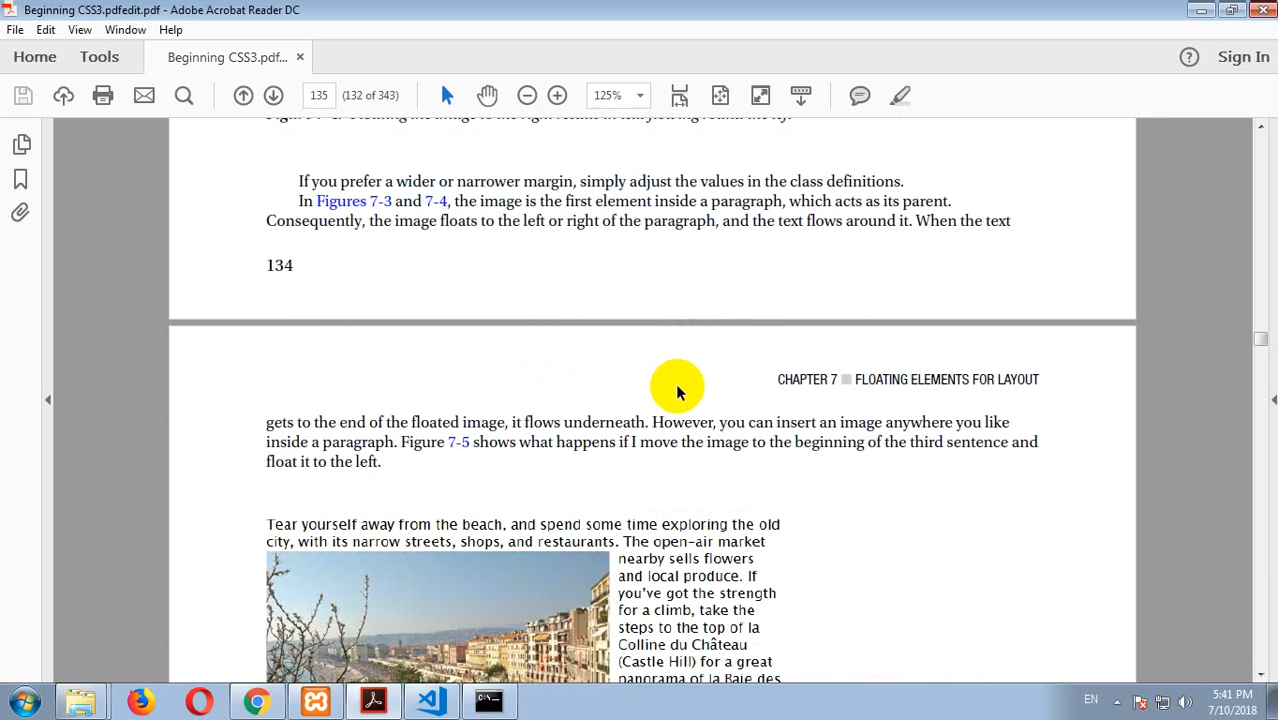 Beginning CSS3.pdfedit.pdf - Adobe Acrobat Reader DC
File Edit View Window Help
Home Tools Beginning CSS3.pdf... × ? Sign In
135 (132 of 343) 125%
If you prefer a wider or narrower margin, simply adjust the values in the class definitions.
In Figures 7-3 and 7-4, the image is the first element inside a paragraph, which acts as its parent.
Consequently, the image floats to the left or right of the paragraph, and the text flows around it. When the text
134
CHAPTER 7 ■ FLOATING ELEMENTS FOR LAYOUT
gets to the end of the floated image, it flows underneath. However, you can insert an image anywhere you like
inside a paragraph. Figure 7-5 shows what happens if I move the image to the beginning of the third sentence and
float it to the left.
Tear yourself away from the beach, and spend some time exploring the old
city, with its narrow streets, shops, and restaurants. The open-air market
nearby sells flowers
and local produce. If
you've got the strength
for a climb, take the
steps to the top of la
Colline du Château
(Castle Hill) for a great
panorama of la Baie des
EN 5:41 PM
7/10/2018